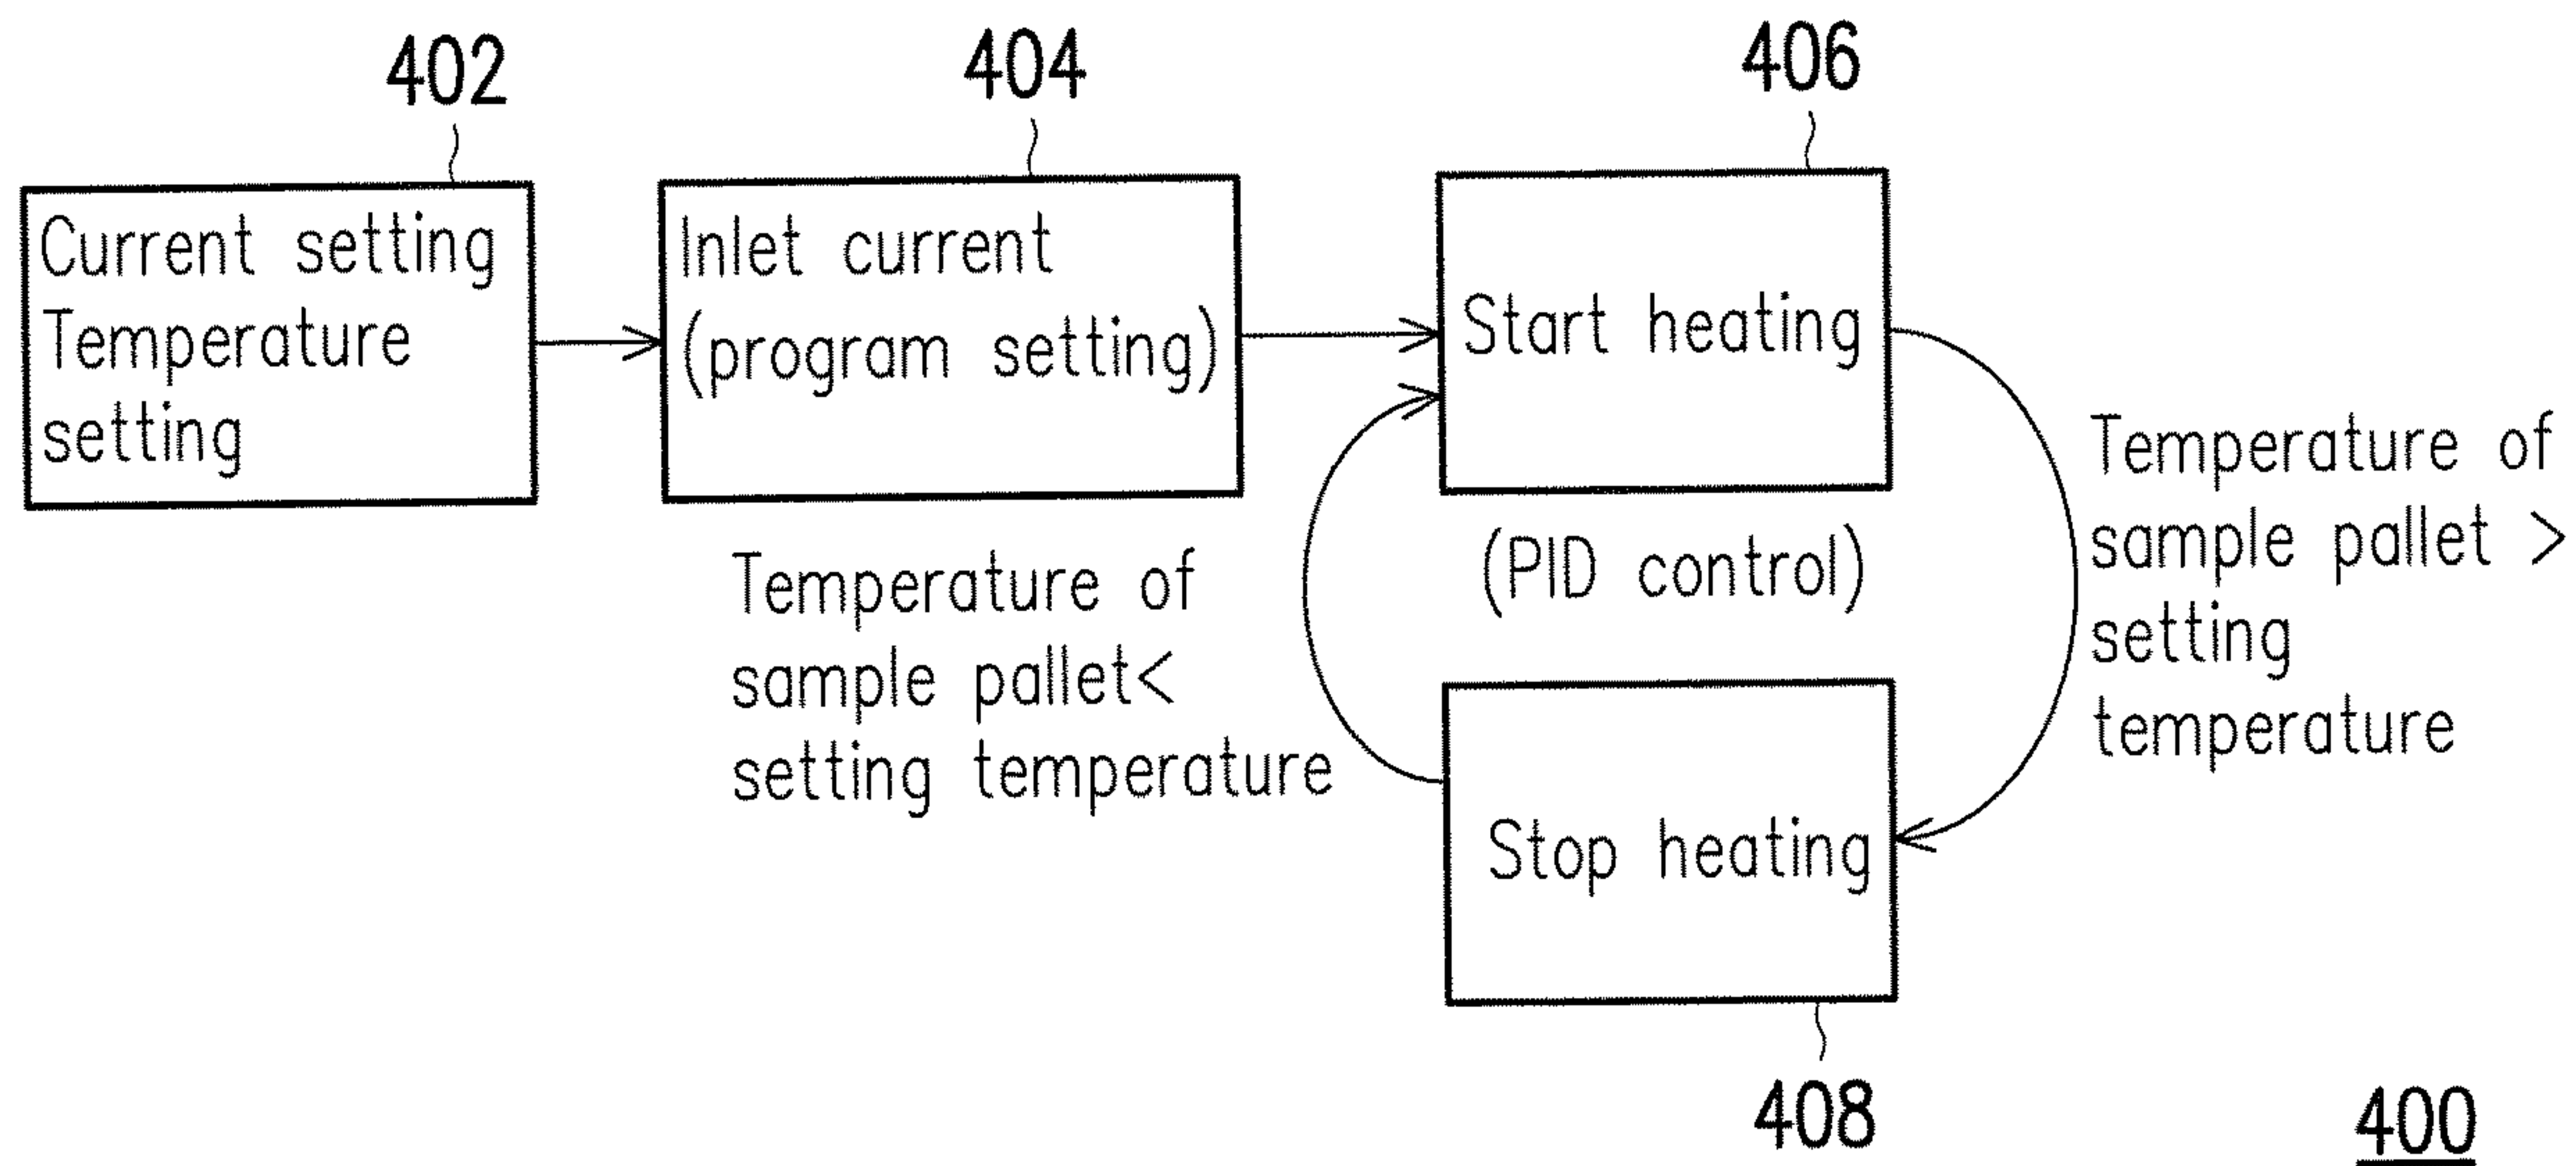 402
Current setting
Temperature
setting
404
Inlet current
(program setting)
406
Start heating
(PID control)
Temperature of
sample pallet<
setting temperature
Temperature of
sample pallet >
setting
temperature
Stop heating
408
400